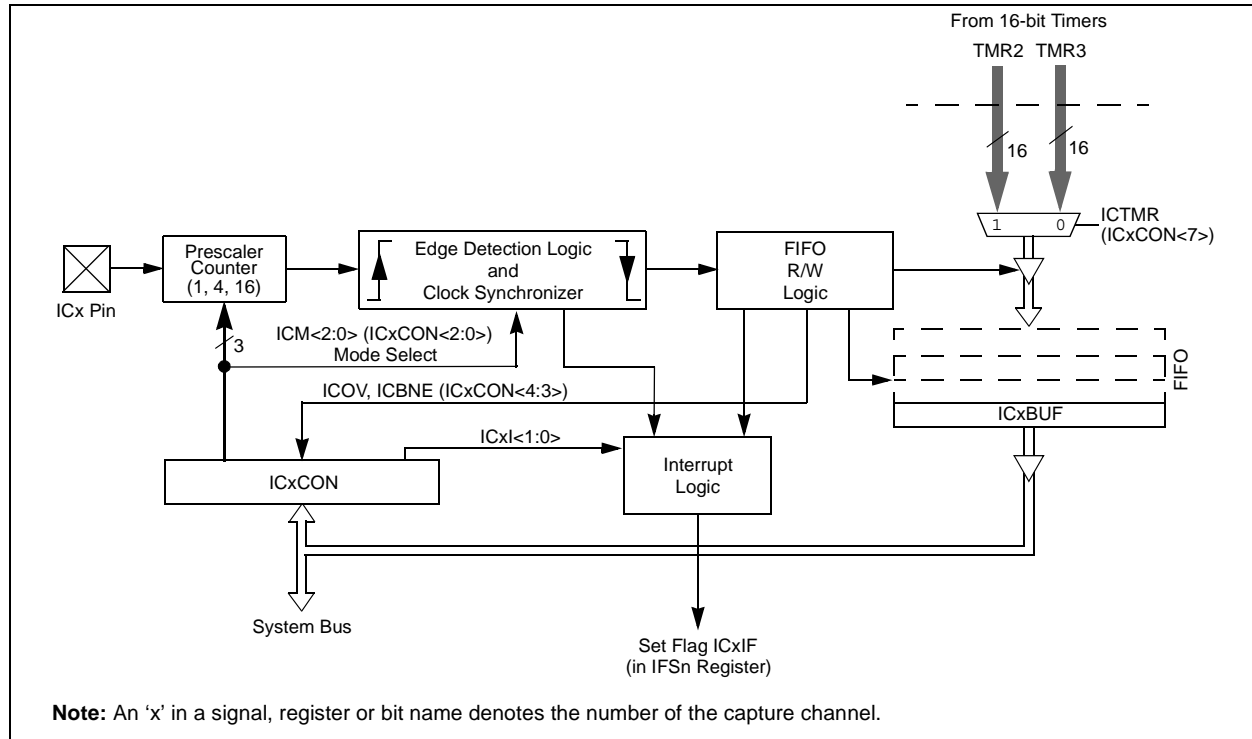 From 16-bit Timers
TMR2 TMR3
16 16
1 0
ICTMR
(ICxCON<7>)
Prescaler
Counter
(1, 4, 16)
Edge Detection Logic
and
Clock Synchronizer
FIFO
R/W
Logic
ICx Pin
3
ICM<2:0> (ICxCON<2:0>)
Mode Select
FIFO
ICOV, ICBNE (ICxCON<4:3>)
ICxBUF
ICxI<1:0>
Interrupt
Logic
ICxCON
System Bus
Set Flag ICxIF
(in IFSn Register)
Note: An ‘x’ in a signal, register or bit name denotes the number of the capture channel.